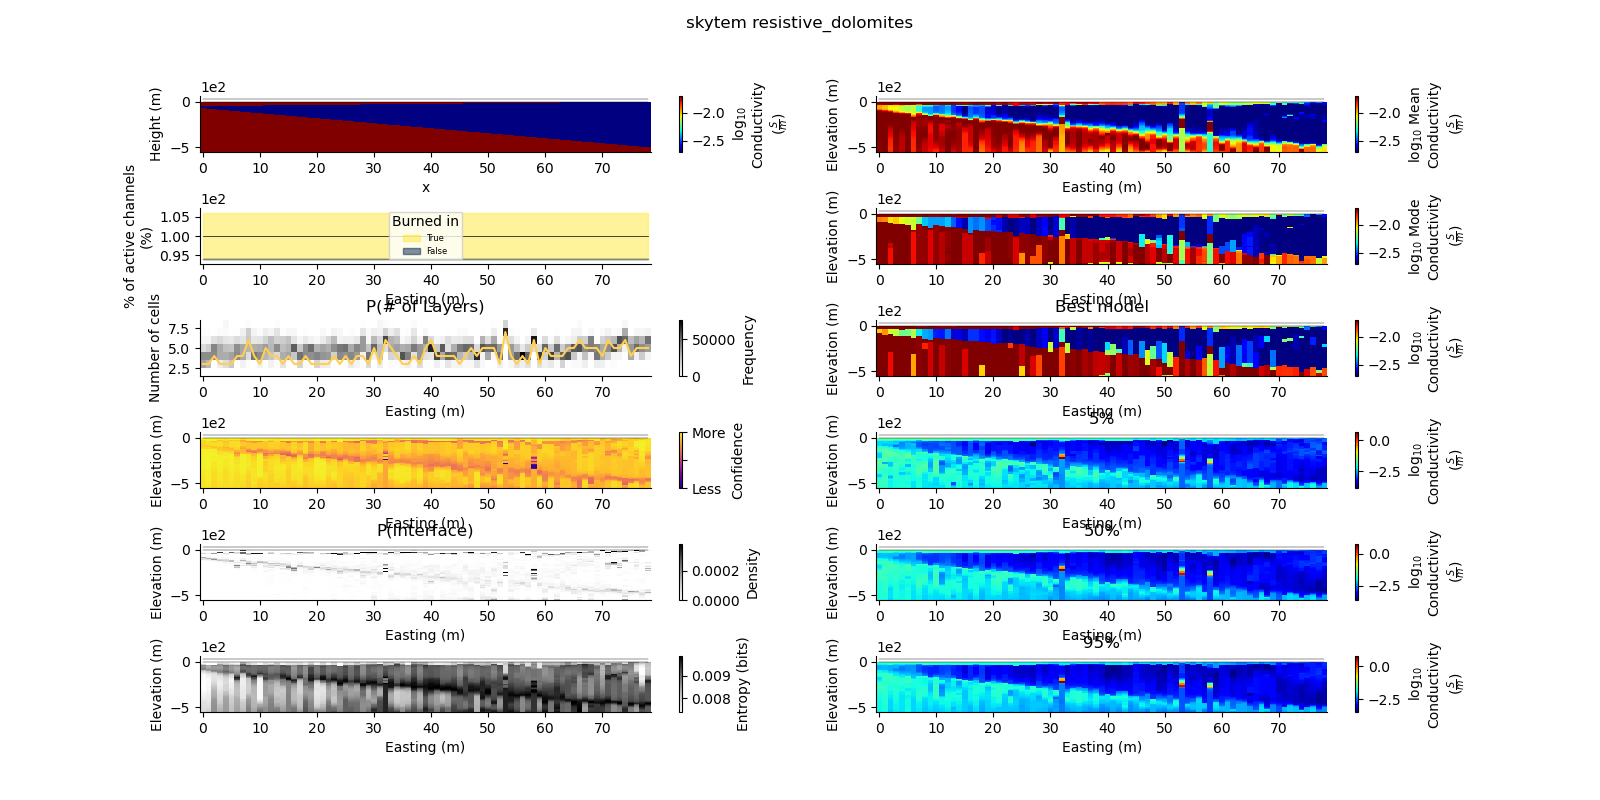 skytem resistive_dolomites
1e2
0
−5
Height (m)
0 10 20 30 40 50 60 70
x
−2.0
−2.5
log10
Conductivity
(S/m)
1e2
0
−5
Elevation (m)
0 10 20 30 40 50 60 70
Easting (m)
−2.0
−2.5
log10 Mean
Conductivity
(S/m)
1e2
1.05
1.00
0.95
% of active channels
(%)
Burned in
True
False
0 10 20 30 40 50 60 70
Easting (m)
1e2
0
−5
Elevation (m)
0 10 20 30 40 50 60 70
Easting (m)
−2.0
−2.5
log10 Mode
Conductivity
(S/m)
P(# of Layers)
7.5
5.0
2.5
Number of cells
0 10 20 30 40 50 60 70
Easting (m)
50000
0
Frequency
Best model
1e2
0
−5
Elevation (m)
0 10 20 30 40 50 60 70
Easting (m)
−2.0
−2.5
log10
Conductivity
(S/m)
1e2
0
−5
Elevation (m)
0 10 20 30 40 50 60 70
Easting (m)
More
Less
Confidence
5%
1e2
0
−5
Elevation (m)
0 10 20 30 40 50 60 70
Easting (m)
0.0
−2.5
log10
Conductivity
(S/m)
P(Interface)
1e2
0
−5
Elevation (m)
0 10 20 30 40 50 60 70
Easting (m)
0.0002
0.0000
Density
50%
1e2
0
−5
Elevation (m)
0 10 20 30 40 50 60 70
Easting (m)
0.0
−2.5
log10
Conductivity
(S/m)
1e2
0
−5
Elevation (m)
0 10 20 30 40 50 60 70
Easting (m)
0.009
0.008
Entropy (bits)
95%
1e2
0
−5
Elevation (m)
0 10 20 30 40 50 60 70
Easting (m)
0.0
−2.5
log10
Conductivity
(S/m)